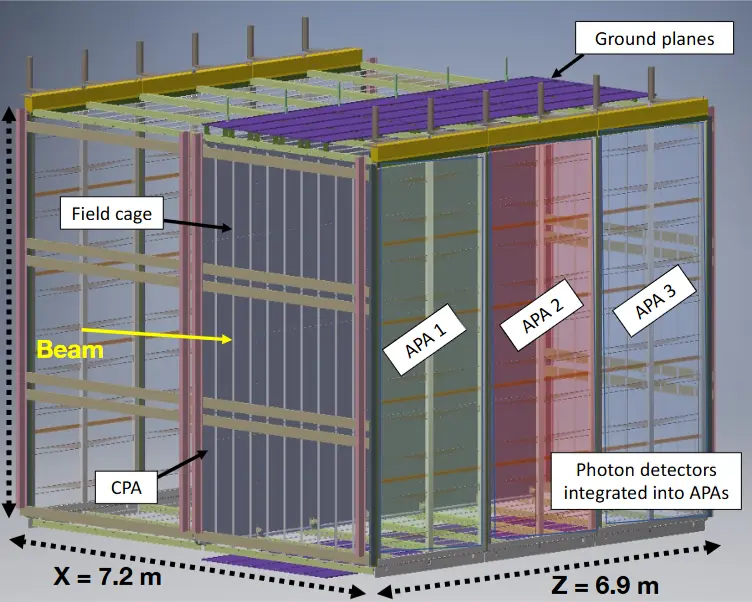 Ground planes
Field cage
Beam
APA 1
APA 2
APA 3
CPA
Photon detectors
integrated into APAs
X = 7.2 m
Z = 6.9 m